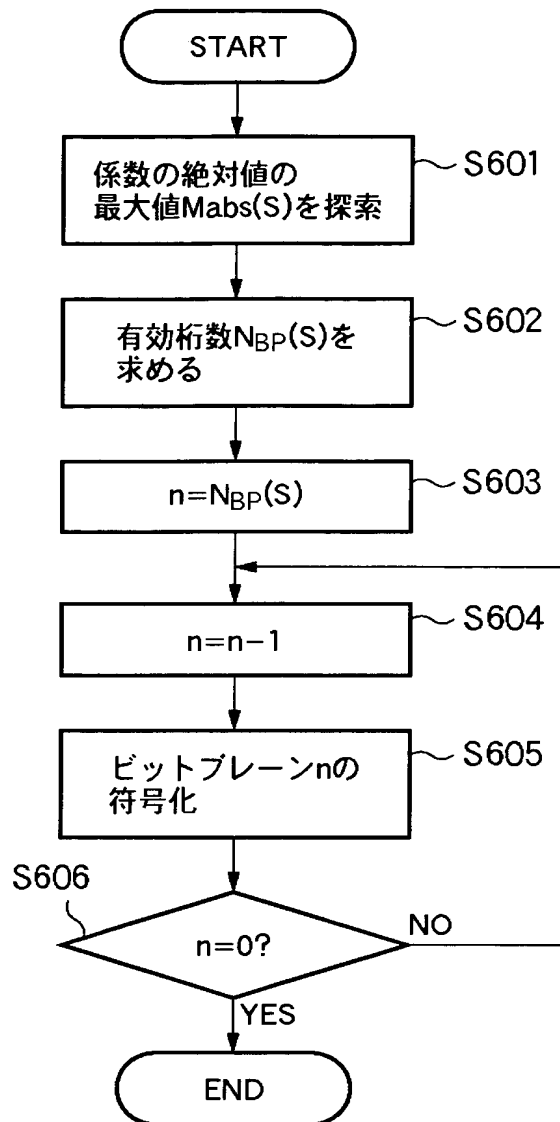 START
係数の絶対値の
最大値Mabs(S)を探索
S601
有効桁数NBP(S)を
求める
S602
n=NBP(S)
S603
n=n-1
S604
ビットプレーンnの
符号化
S605
S606
n=0?
NO
YES
END